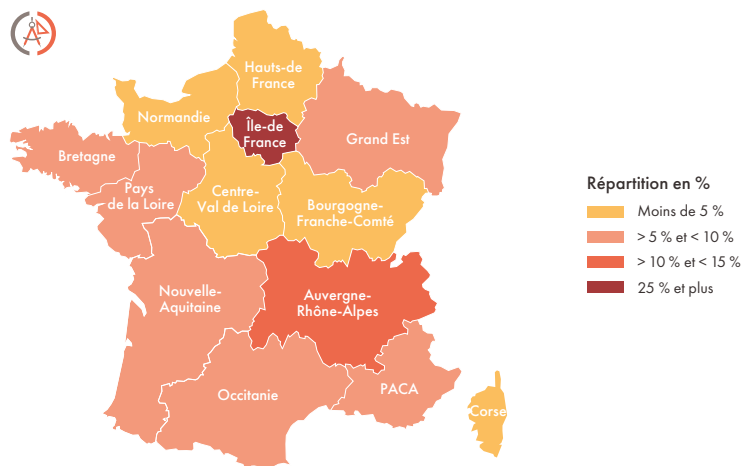 Hauts-de
France
Normandie
Île-de
France
Grand Est
Bretagne
Pays
de la Loire
Centre-
Val de Loire
Bourgogne-
Franche-Comté
Nouvelle-
Aquitaine
Auvergne-
Rhône-Alpes
Occitanie
PACA
Corse
Répartition en %
Moins de 5 %
> 5 % et < 10 %
> 10 % et < 15 %
25 % et plus